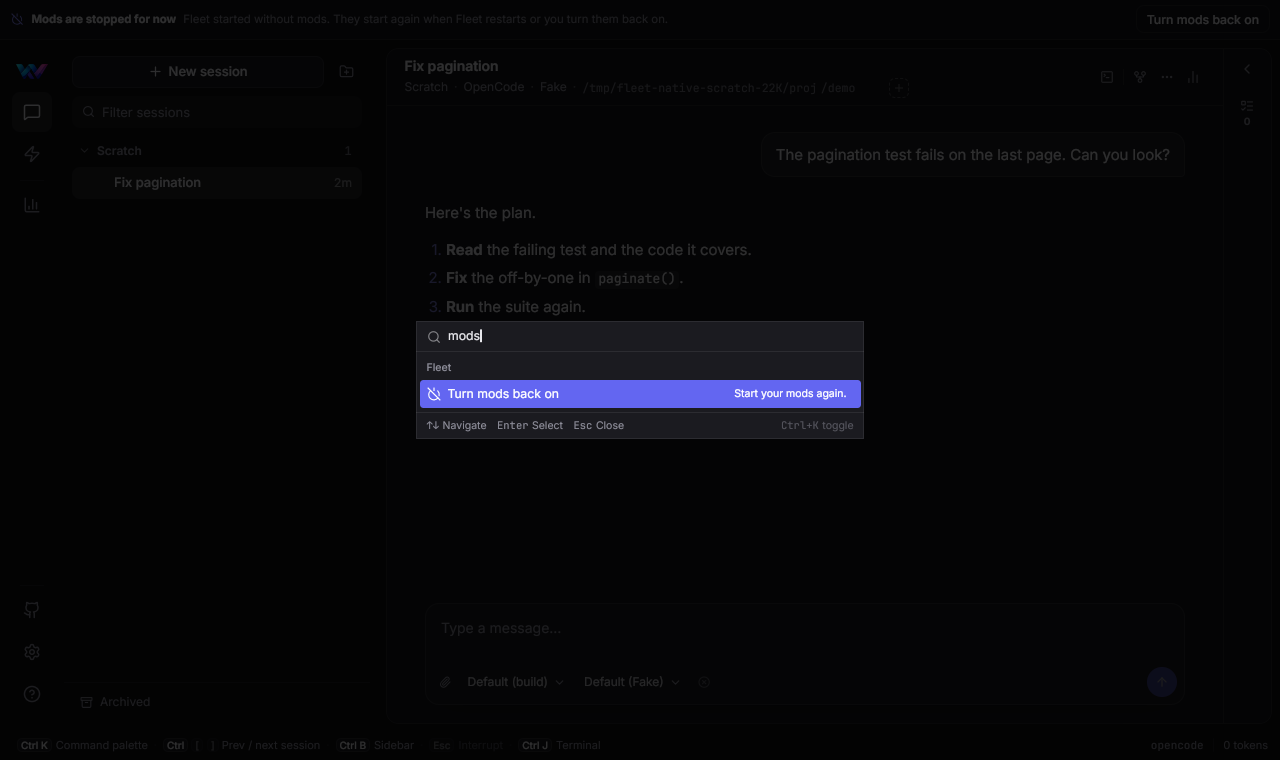 Mods are stopped for now Fleet started without mods. They start again when Fleet restarts or you turn them back on. Turn mods back on
New session
Filter sessions
Scratch 1
Fix pagination 2m
Archived
Fix pagination
Scratch · OpenCode · Fake · /tmp/fleet-native-scratch-22K/proj/demo
0
The pagination test fails on the last page. Can you look?
Here's the plan.
1. Read the failing test and the code it covers.
2. Fix the off-by-one in paginate().
3. Run the suite again.
mods
Fleet
Turn mods back on Start your mods again.
↑↓ Navigate Enter Select Esc Close Ctrl+K toggle
Type a message...
Default (build) Default (Fake)
Ctrl K Command palette Ctrl [ ] Prev / next session Ctrl B Sidebar Esc Interrupt Ctrl J Terminal opencode 0 tokens